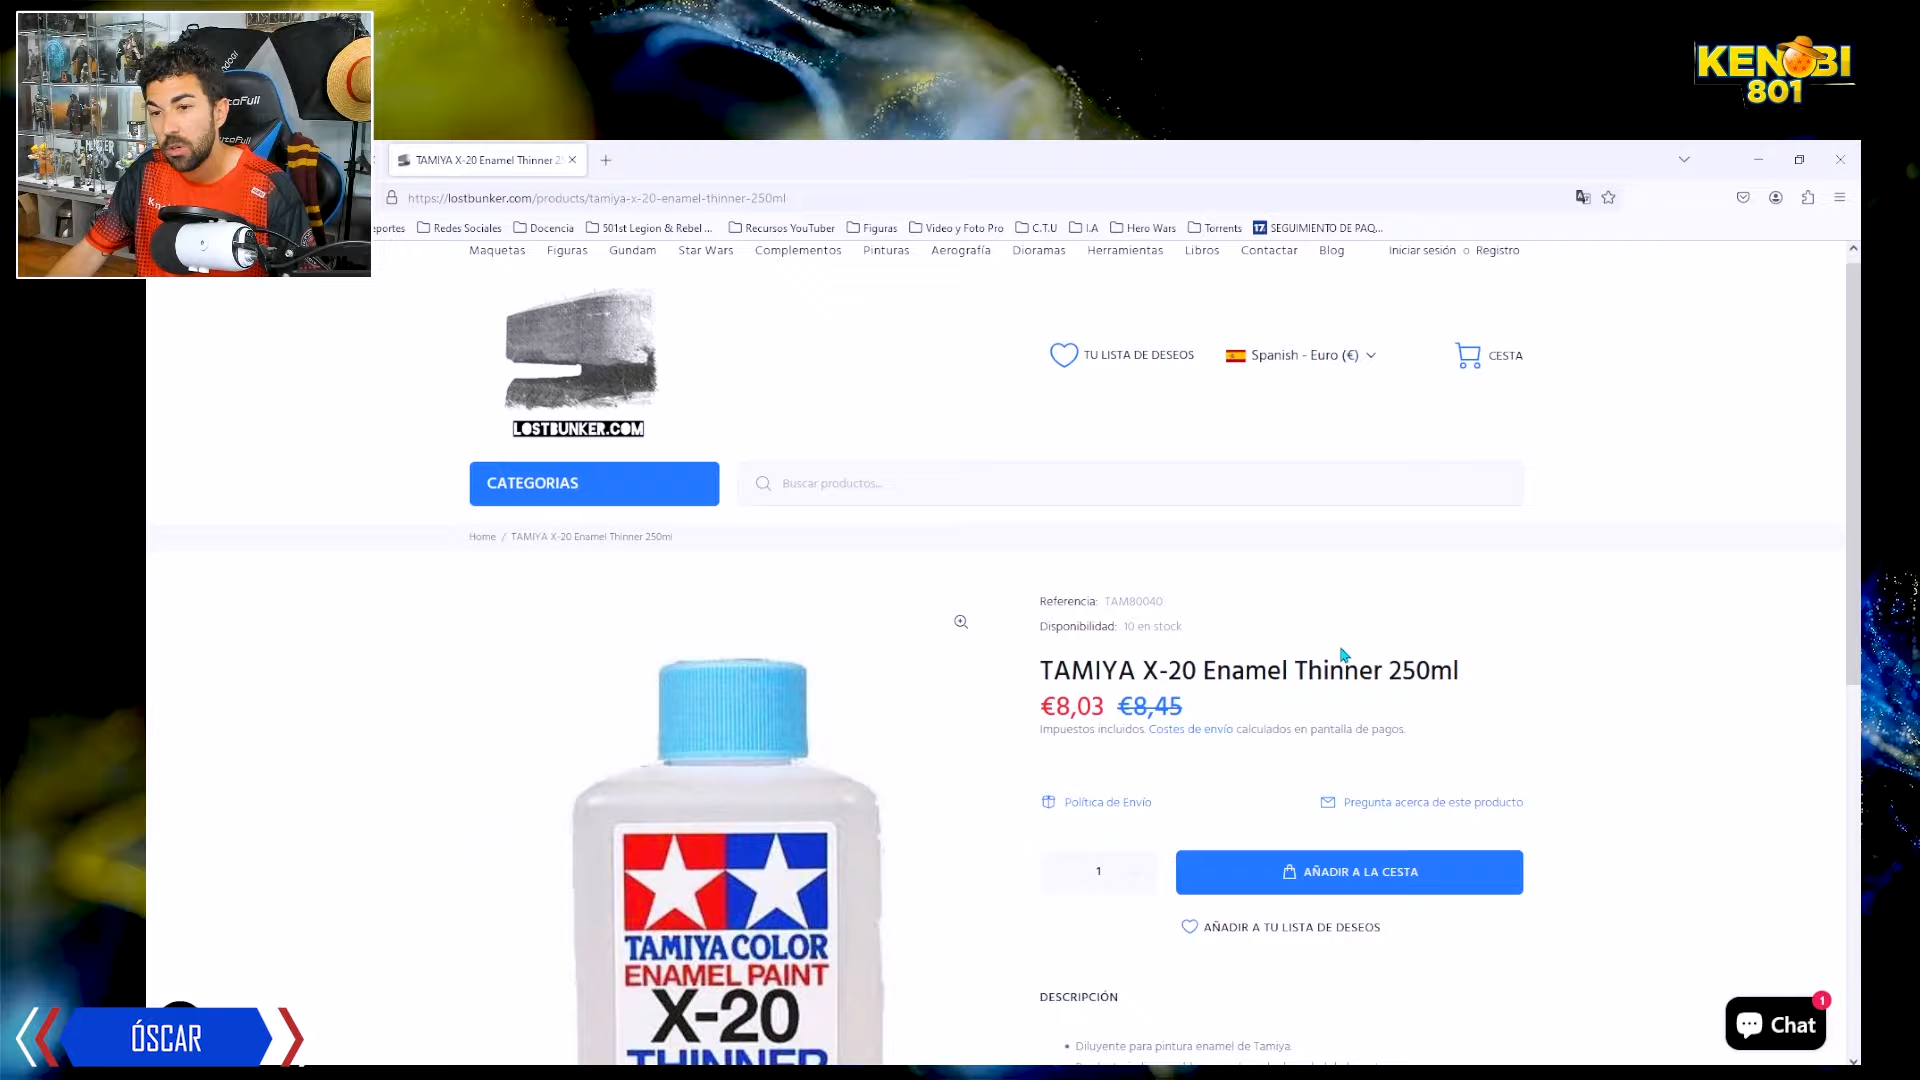 KENOBI
801
TAMIYA X-20 Enamel Thinner 25
https://lostbunker.com/products/tamiya-x-20-enamel-thinner-250ml
eportes Redes Sociales Docencia 501st Legion & Rebel ... Recursos YouTuber Figuras Video y Foto Pro C.T.U I.A Hero Wars Torrents 17 SEGUIMIENTO DE PAQ...
Maquetas Figuras Gundam Star Wars Complementos Pinturas Aerografía Dioramas Herramientas Libros Contactar Blog Iniciar sesión o Registro
LOSTBUNKER.COM
TU LISTA DE DESEOS Spanish - Euro (€) CESTA
CATEGORIAS Buscar productos...
Home / TAMIYA X-20 Enamel Thinner 250ml
Referencia: TAM80040
Disponibilidad: 10 en stock
TAMIYA X-20 Enamel Thinner 250ml
€8,03 €8,45
Impuestos incluidos. Costes de envío calculados en pantalla de pagos.
Política de Envío Pregunta acerca de este producto
1 AÑADIR A LA CESTA
AÑADIR A TU LISTA DE DESEOS
DESCRIPCIÓN
Diluyente para pintura enamel de Tamiya.
TAMIYA COLOR
ENAMEL PAINT
X-20
THINNER
ÓSCAR
Chat
1